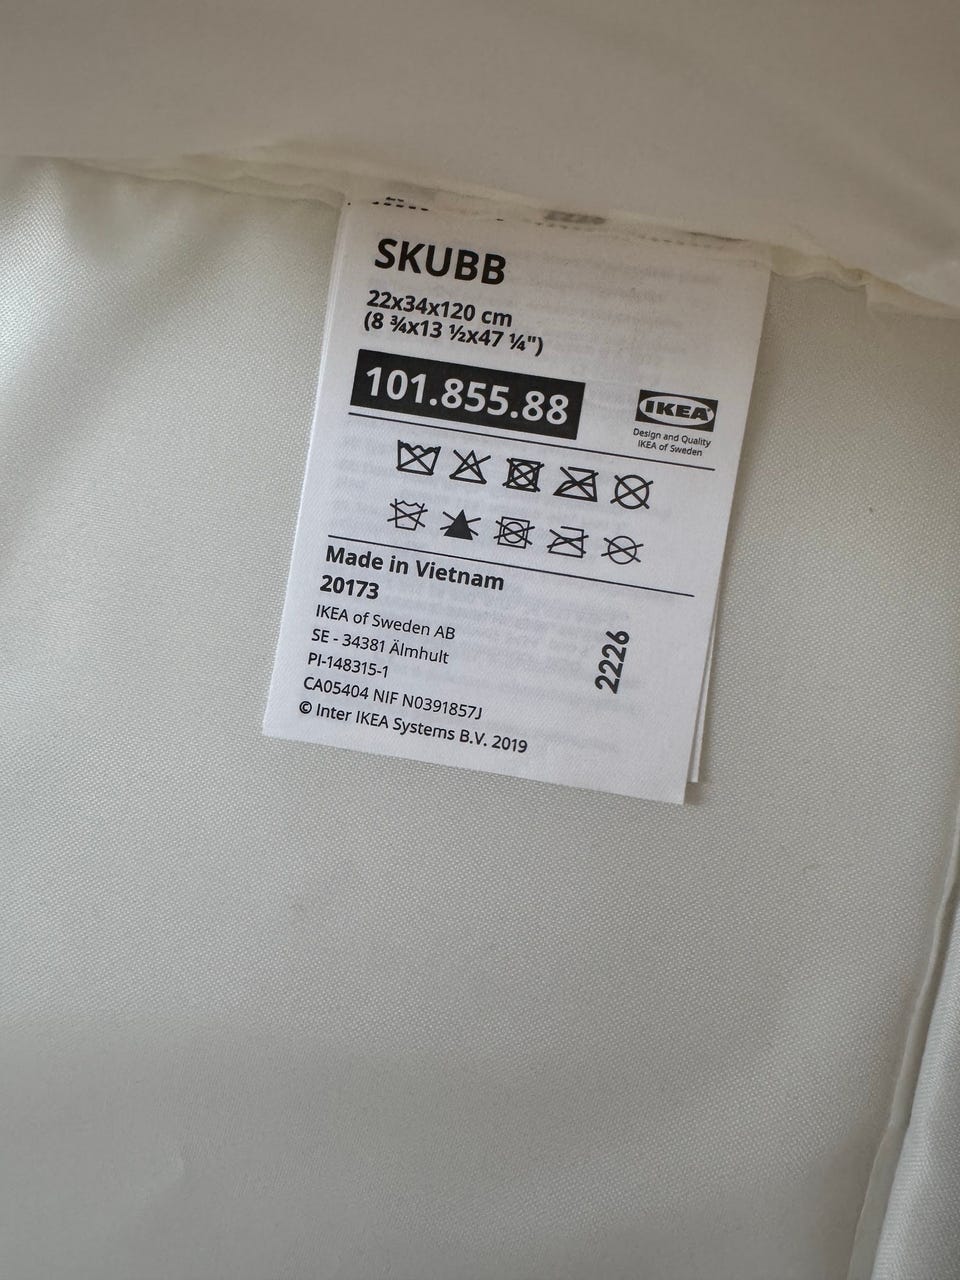 SKUBB
22x34x120 cm
(8 ¾x13 ½x47 ¼")
101.855.88
IKEA
Design and Quality
IKEA of Sweden
Made in Vietnam
20173
IKEA of Sweden AB
SE - 34381 Älmhult
PI-148315-1
CA05404 NIF N0391857J
© Inter IKEA Systems B.V. 2019
2226